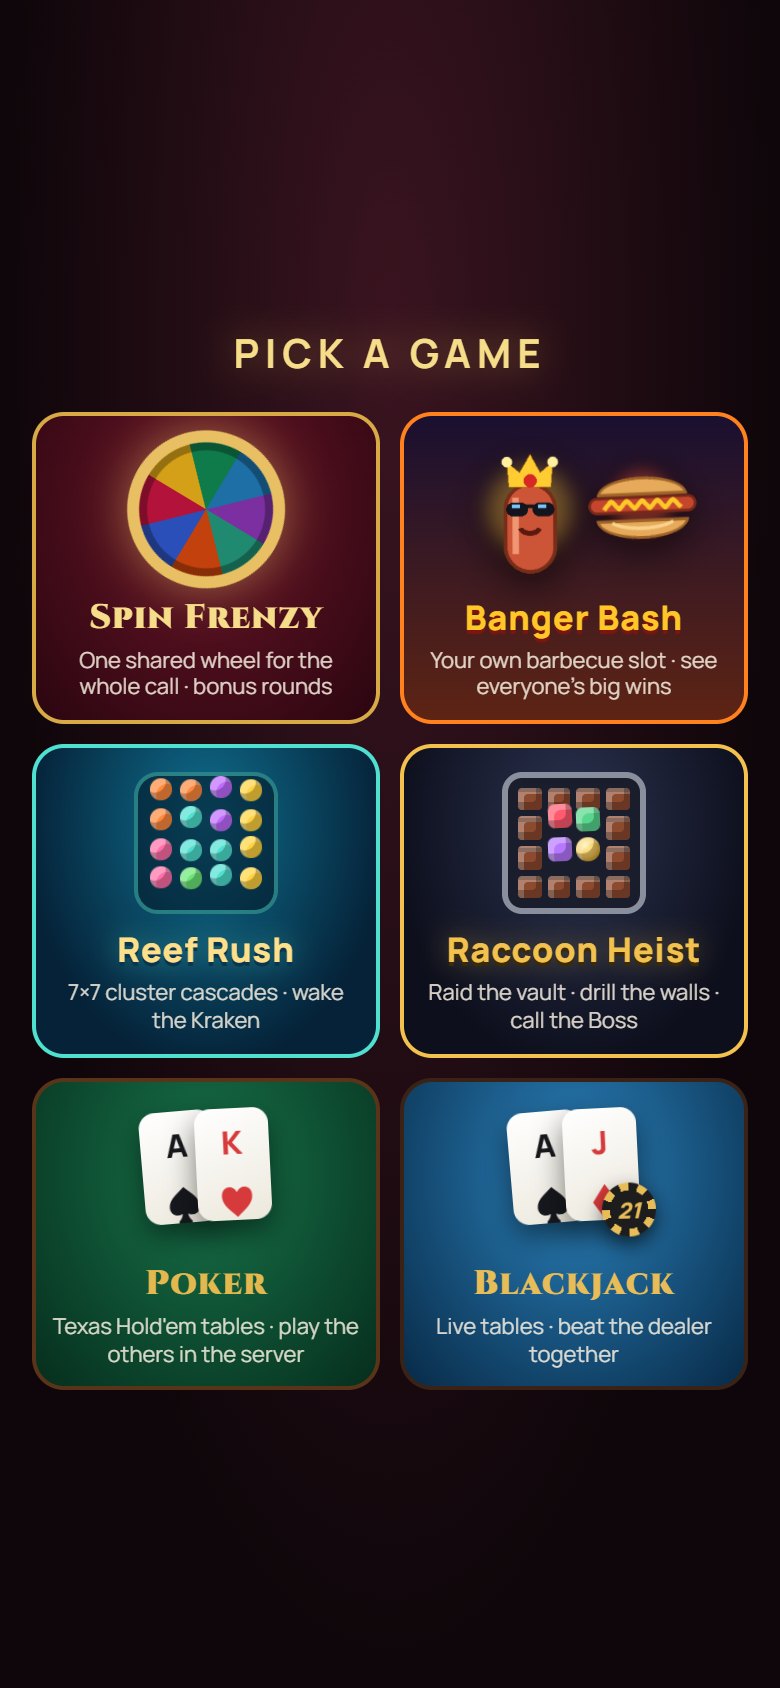 PICK A GAME
Spin Frenzy
One shared wheel for the
whole call · bonus rounds
Banger Bash
Your own barbecue slot · see
everyone's big wins
Reef Rush
7×7 cluster cascades · wake
the Kraken
Raccoon Heist
Raid the vault · drill the walls ·
call the Boss
A K
Poker
Texas Hold'em tables · play the
others in the server
A J
21
Blackjack
Live tables · beat the dealer
together